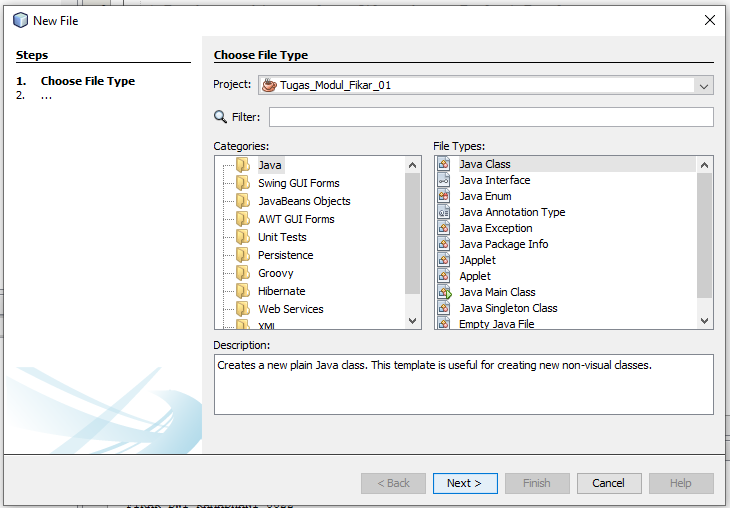 New File
Steps
1. Choose File Type
2. ...
Choose File Type
Project: Tugas_Modul_Fikar_01
Filter:
Categories:
Java
Swing GUI Forms
JavaBeans Objects
AWT GUI Forms
Unit Tests
Persistence
Groovy
Hibernate
Web Services
XML
File Types:
Java Class
Java Interface
Java Enum
Java Annotation Type
Java Exception
Java Package Info
JApplet
Applet
Java Main Class
Java Singleton Class
Empty Java File
Description:
Creates a new plain Java class. This template is useful for creating new non-visual classes.
< Back
Next >
Finish
Cancel
Help